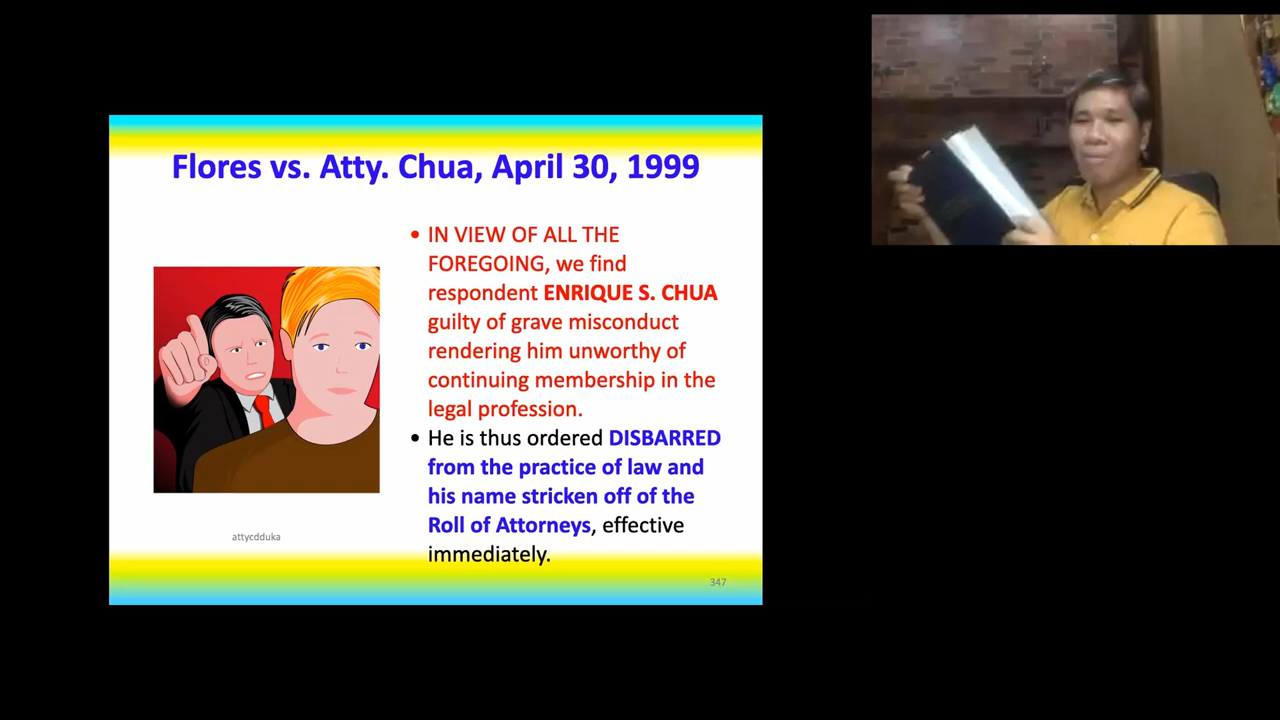 Flores vs. Atty. Chua, April 30, 1999
• IN VIEW OF ALL THE
FOREGOING, we find
respondent ENRIQUE S. CHUA
guilty of grave misconduct
rendering him unworthy of
continuing membership in the
legal profession.
• He is thus ordered DISBARRED
from the practice of law and
his name stricken off of the
Roll of Attorneys, effective
immediately.
attycdduka
347